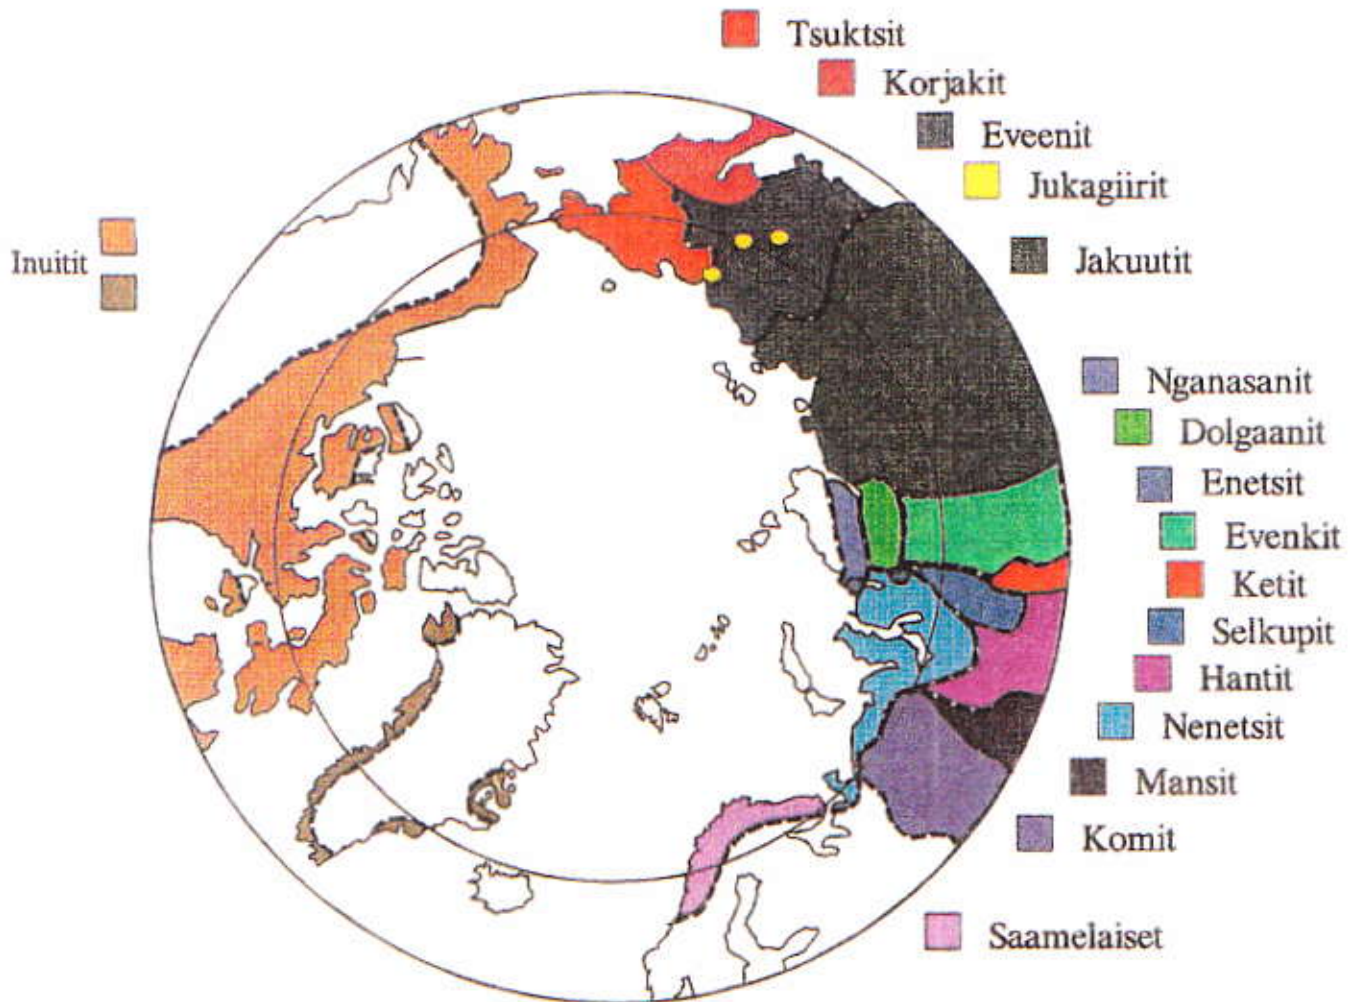 Tsuktsit
Korjakit
Eveenit
Jukagiirit
Inuitit
Jakuutit
Nganasanit
Dolgaanit
Enetsit
Evenkit
Ketit
Selkupit
Hantit
Nenetsit
Mansit
Komit
Saamelaiset